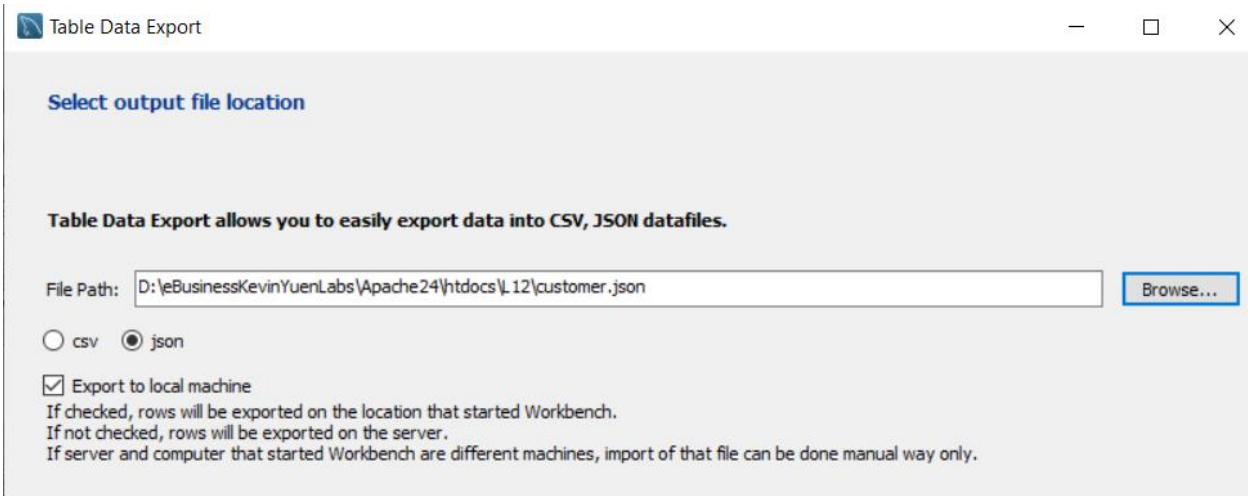 Table Data Export
Select output file location
Table Data Export allows you to easily export data into CSV, JSON datafiles.
File Path: D:\eBusinessKevinYuenLabs\Apache24\htdocs\L12\customer.json Browse...
csv json
Export to local machine
If checked, rows will be exported on the location that started Workbench.
If not checked, rows will be exported on the server.
If server and computer that started Workbench are different machines, import of that file can be done manual way only.